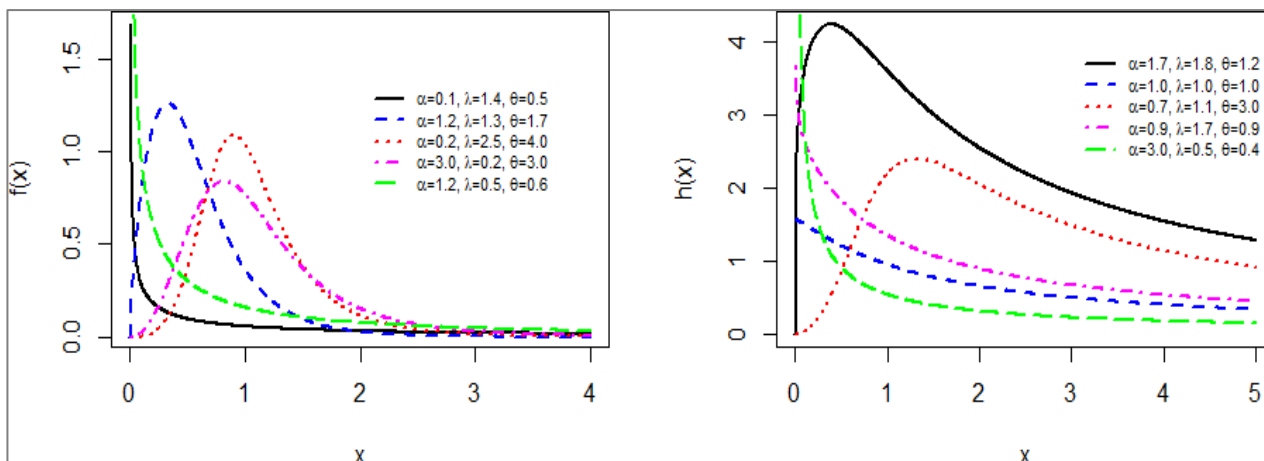 f(x)
1.5
1.0
0.5
0.0
α=0.1, λ=1.4, θ=0.5
α=1.2, λ=1.3, θ=1.7
α=0.2, λ=2.5, θ=4.0
α=3.0, λ=0.2, θ=3.0
α=1.2, λ=0.5, θ=0.6
0 1 2 3 4
x
h(x)
4
3
2
1
0
α=1.7, λ=1.8, θ=1.2
α=1.0, λ=1.0, θ=1.0
α=0.7, λ=1.1, θ=3.0
α=0.9, λ=1.7, θ=0.9
α=3.0, λ=0.5, θ=0.4
0 1 2 3 4 5
x